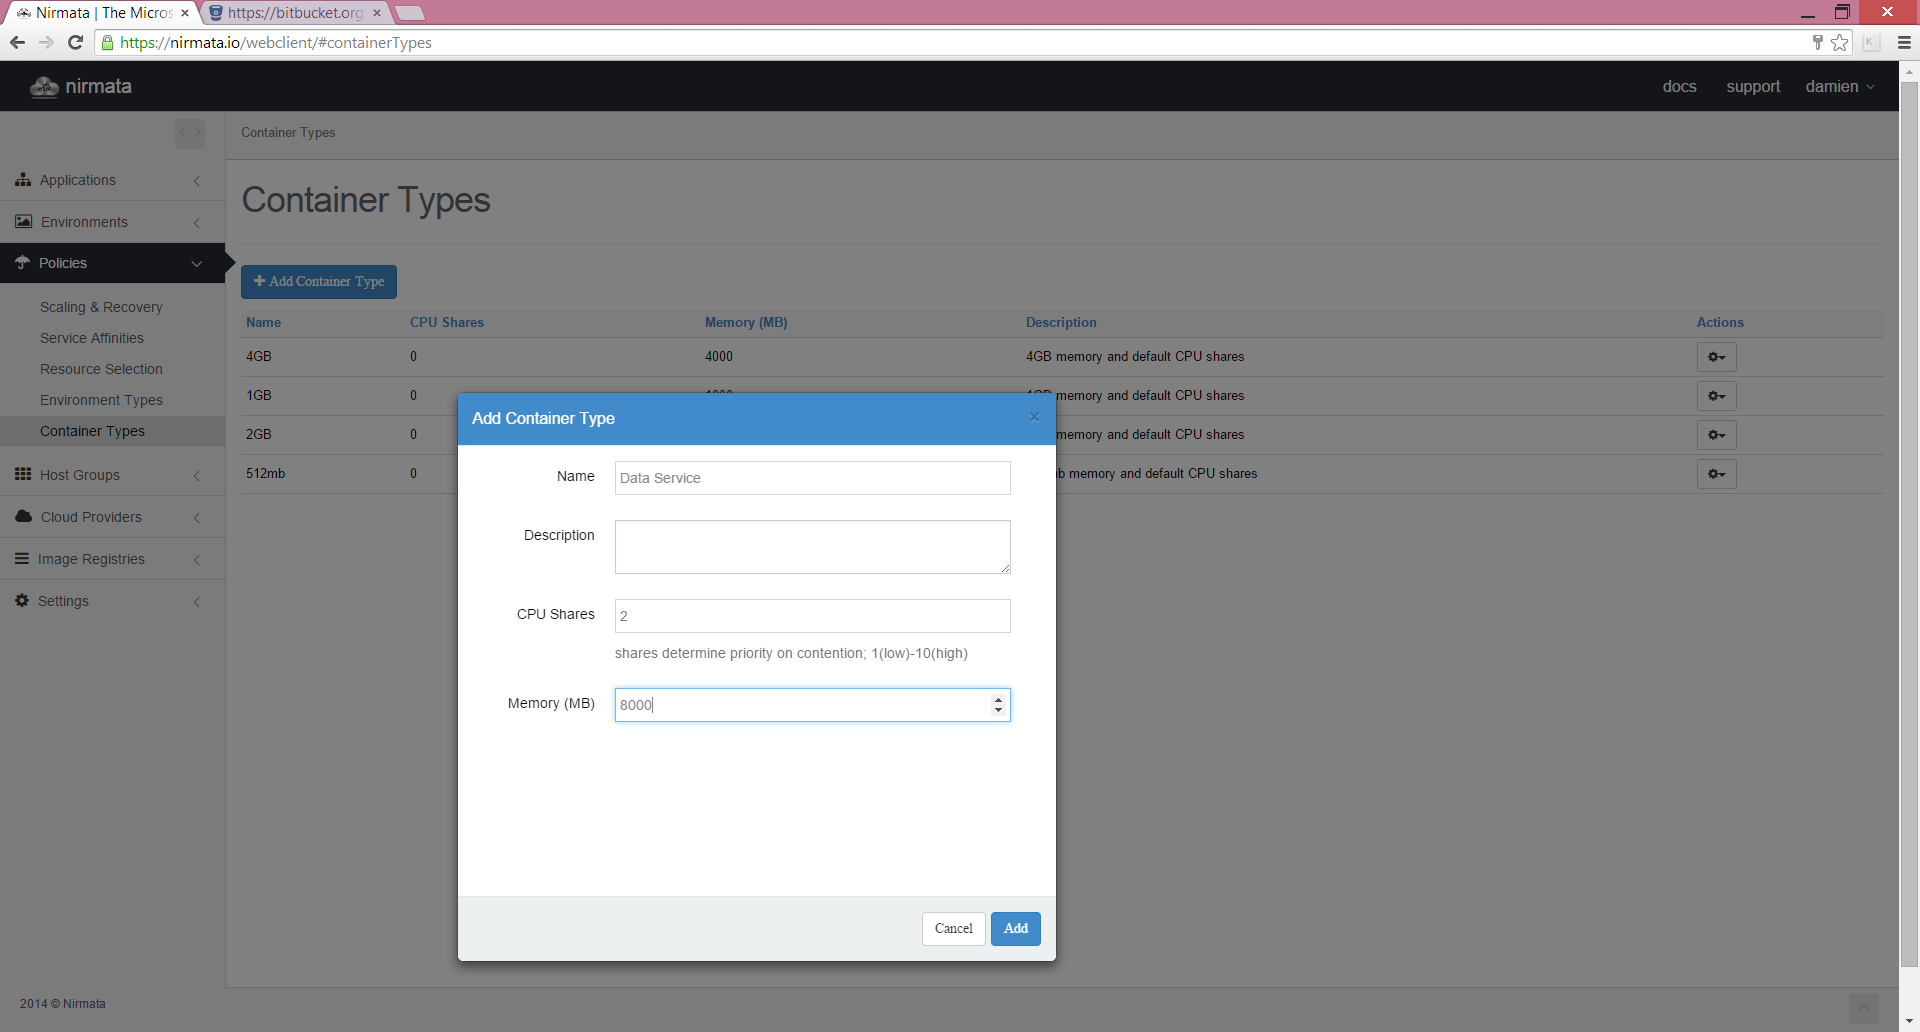 Nirmata | The Micros
https://bitbucket.org
https://nirmata.io/webclient/#containerTypes
nirmata
docs
support
damien
Container Types
Applications
Environments
Policies
Scaling & Recovery
Service Affinities
Resource Selection
Environment Types
Container Types
Host Groups
Cloud Providers
Image Registries
Settings
Container Types
Add Container Type
Name CPU Shares Memory (MB) Description Actions
4GB 0 4000 4GB memory and default CPU shares
1GB 0 memory and default CPU shares
2GB 0 memory and default CPU shares
512mb 0 memory and default CPU shares
Add Container Type
Name
Data Service
Description
CPU Shares
2
shares determine priority on contention; 1(low)-10(high)
Memory (MB)
8000
Cancel
Add
2014 © Nirmata